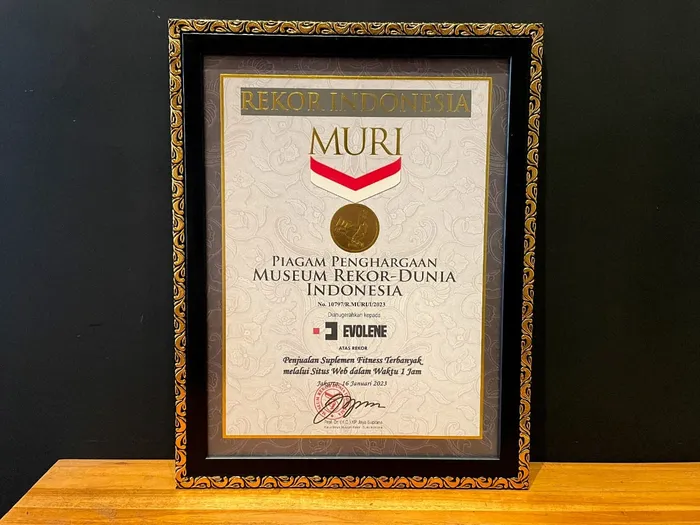 REKOR INDONESIA
MURI
PIAGAM PENGHARGAAN
MUSEUM REKOR-DUNIA
INDONESIA
No. 10797/R.MURI/I/2023
Dianugerahkan kepada
EVOLENE
ATAS REKOR
Penjualan Suplemen Fitness Terbanyak
melalui Situs Web dalam Waktu 1 Jam
Jakarta, 16 Januari 2023